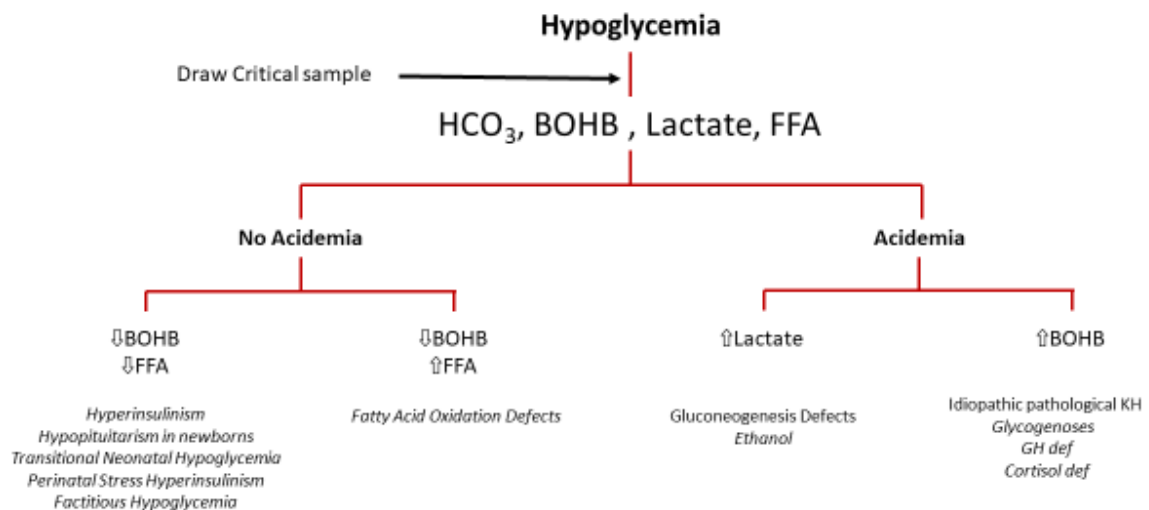 Hypoglycemia
Draw Critical sample
HCO₃, BOHB , Lactate, FFA
No Acidemia
Acidemia
⇩BOHB
⇩FFA
Hyperinsulinism
Hypopituitarism in newborns
Transitional Neonatal Hypoglycemia
Perinatal Stress Hyperinsulinism
Factitious Hypoglycemia
⇩BOHB
⇧FFA
Fatty Acid Oxidation Defects
⇧Lactate
Gluconeogenesis Defects
Ethanol
⇧BOHB
Idiopathic pathological KH
Glycogenoses
GH def
Cortisol def